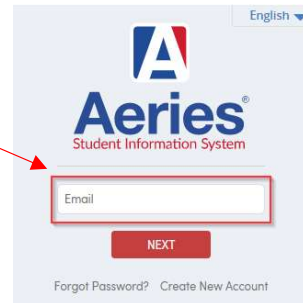 English
Aeries®
Student Information System
Email
NEXT
Forgot Password? Create New Account